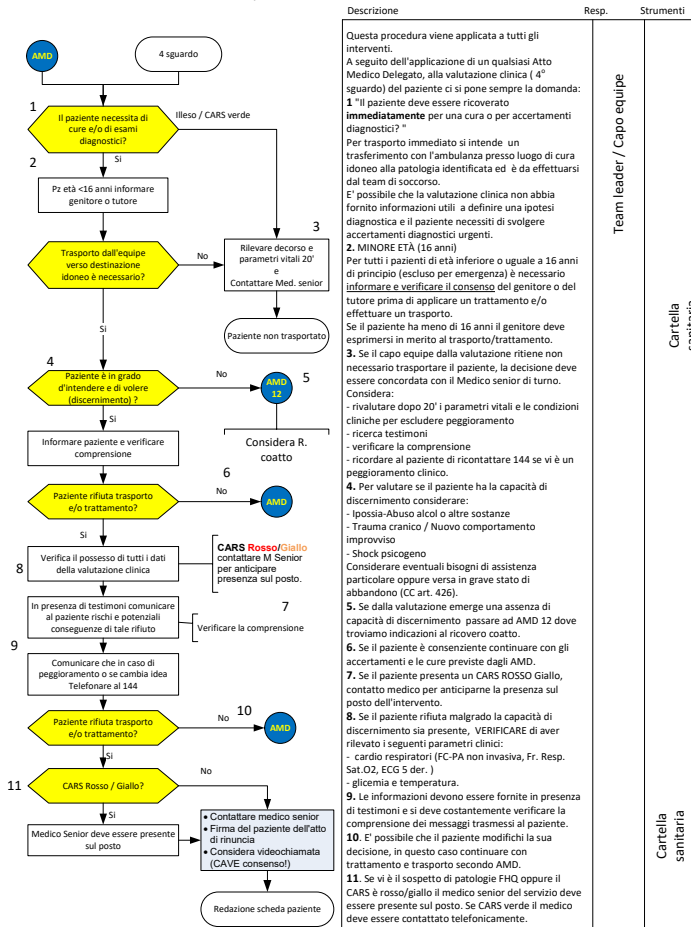 Descrizione Resp. Strumenti
AMD
4 sguardo
1
Il paziente necessita di
cure e/o di esami
diagnostici?
Illeso / CARS verde
Si
2
Pz età <16 anni informare
genitore o tutore
3
Trasporto dall'equipe
verso destinazione
idoneo è necessario?
No
Rilevare decorso e
parametri vitali 20'
e
Contattare Med. senior
Si
Paziente non trasportato
4
Paziente è in grado
d'intendere e di volere
(discernimento) ?
No
AMD
12
5
Si
Informare paziente e verificare
comprensione
Considera R.
coatto
6
Paziente rifiuta trasporto
e/o trattamento?
No
AMD
Si
8
Verifica il possesso di tutti i dati
della valutazione clinica
CARS Rosso/Giallo
contattare M Senior
per anticipare
presenza sul posto.
In presenza di testimoni comunicare
al paziente rischi e potenziali
conseguenze di tale rifiuto
7
Verificare la comprensione
9
Comunicare che in caso di
peggioramento o se cambia idea
Telefonare al 144
Paziente rifiuta trasporto
e/o trattamento?
No
10
AMD
Si
11
CARS Rosso / Giallo?
No
Si
Medico Senior deve essere presente
sul posto
• Contattare medico senior
• Firma del paziente dell'atto
di rinuncia
• Considera videochiamata
(CAVE consenso!)
Redazione scheda paziente
Questa procedura viene applicata a tutti gli
interventi.
A seguito dell'applicazione di un qualsiasi Atto
Medico Delegato, alla valutazione clinica ( 4°
sguardo) del paziente ci si pone sempre la domanda:
1 "Il paziente deve essere ricoverato
immediatamente per una cura o per accertamenti
diagnostici? "
Per trasporto immediato si intende un
trasferimento con l'ambulanza presso luogo di cura
idoneo alla patologia identificata ed è da effettuarsi
dal team di soccorso.
E' possibile che la valutazione clinica non abbia
fornito informazioni utili a definire una ipotesi
diagnostica e il paziente necessiti di svolgere
accertamenti diagnostici urgenti.
2. MINORE ETÀ (16 anni)
Per tutti i pazienti di età inferiore o uguale a 16 anni
di principio (escluso per emergenza) è necessario
informare e verificare il consenso del genitore o del
tutore prima di applicare un trattamento e/o
effettuare un trasporto.
Se il paziente ha meno di 16 anni il genitore deve
esprimersi in merito al trasporto/trattamento.
3. Se il capo equipe dalla valutazione ritiene non
necessario trasportare il paziente, la decisione deve
essere concordata con il Medico senior di turno.
Considera:
- rivalutare dopo 20' i parametri vitali e le condizioni
cliniche per escludere peggioramento
- ricerca testimoni
- verificare la comprensione
- ricordare al paziente di ricontattare 144 se vi è un
peggioramento clinico.
4. Per valutare se il paziente ha la capacità di
discernimento considerare:
- Ipossia-Abuso alcol o altre sostanze
- Trauma cranico / Nuovo comportamento
improvviso
- Shock psicogeno
Considerare eventuali bisogni di assistenza
particolare oppure versa in grave stato di
abbandono (CC art. 426).
5. Se dalla valutazione emerge una assenza di
capacità di discernimento passare ad AMD 12 dove
troviamo indicazioni al ricovero coatto.
6. Se il paziente è consenziente continuare con gli
accertamenti e le cure previste dagli AMD.
7. Se il paziente presenta un CARS ROSSO Giallo,
contatto medico per anticiparne la presenza sul
posto dell'intervento.
8. Se il paziente rifiuta malgrado la capacità di
discernimento sia presente, VERIFICARE di aver
rilevato i seguenti parametri clinici:
- cardio respiratori (FC-PA non invasiva, Fr. Resp.
Sat.O2, ECG 5 der. )
- glicemia e temperatura.
9. Le informazioni devono essere fornite in presenza
di testimoni e si deve costantemente verificare la
comprensione dei messaggi trasmessi al paziente.
10. E' possibile che il paziente modifichi la sua
decisione, in questo caso continuare con
trattamento e trasporto secondo AMD.
11. Se vi è il sospetto di patologie FHQ oppure il
CARS è rosso/giallo il medico senior del servizio deve
essere presente sul posto. Se CARS verde il medico
deve essere contattato telefonicamente.
Team leader / Capo equipe
Cartella
sanitaria
Cartella
sanitaria